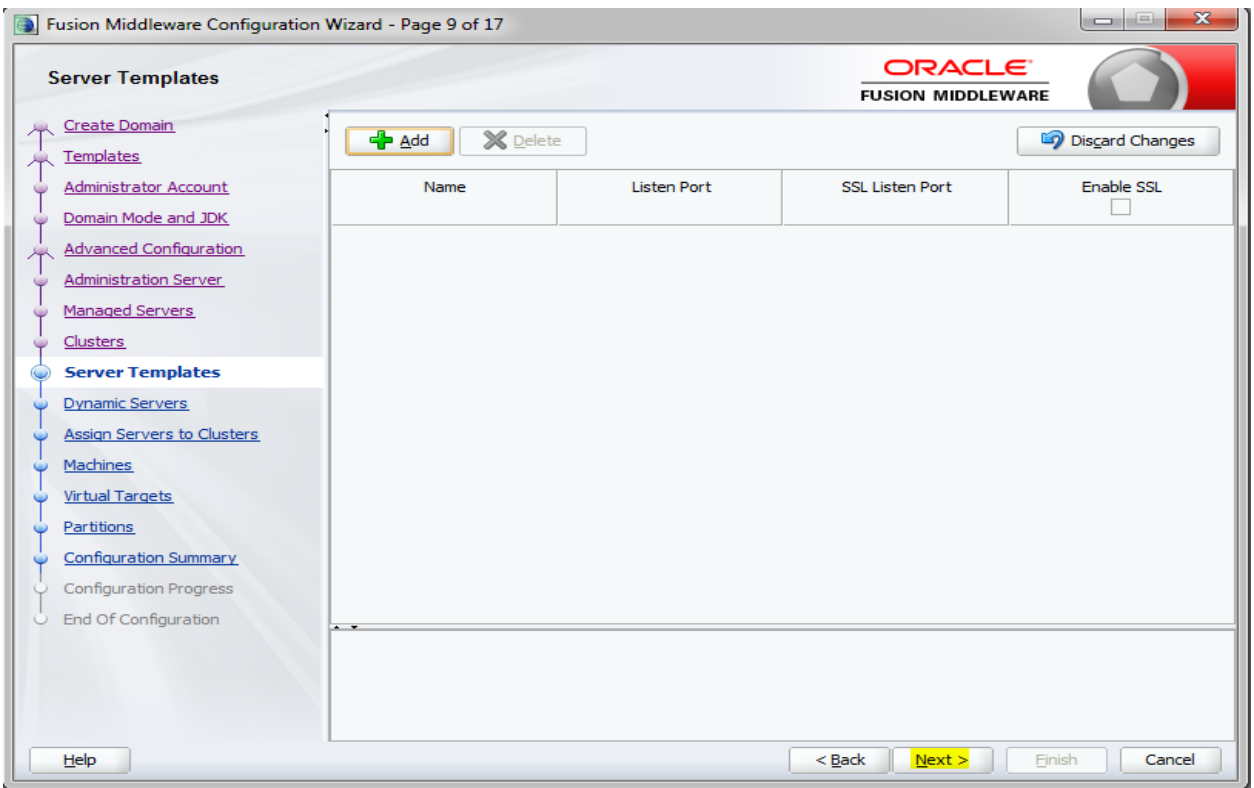 Fusion Middleware Configuration Wizard - Page 9 of 17
Server Templates
ORACLE
FUSION MIDDLEWARE
Create Domain
Templates
Administrator Account
Domain Mode and JDK
Advanced Configuration
Administration Server
Managed Servers
Clusters
Server Templates
Dynamic Servers
Assign Servers to Clusters
Machines
Virtual Targets
Partitions
Configuration Summary
Configuration Progress
End Of Configuration
Add Delete Discard Changes
Name Listen Port SSL Listen Port Enable SSL
Help < Back Next > Finish Cancel